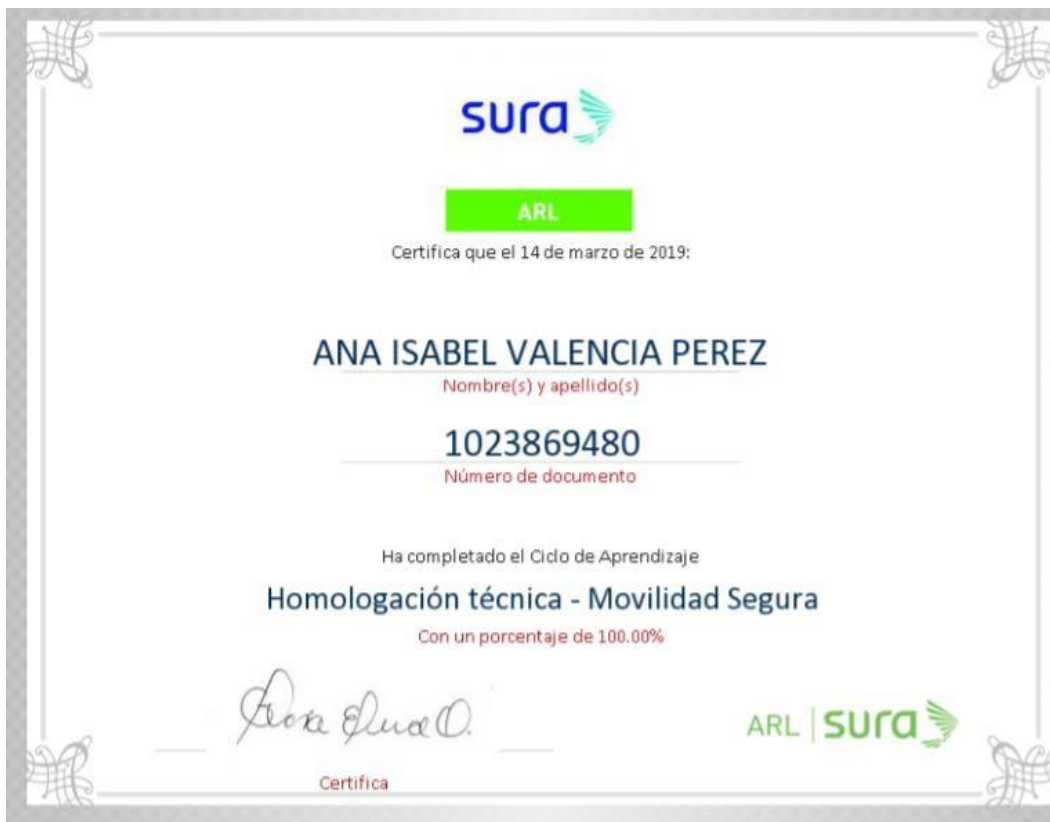 sura
ARL
Certifica que el 14 de marzo de 2019:
ANA ISABEL VALENCIA PEREZ
Nombre(s) y apellido(s)
1023869480
Número de documento
Ha completado el Ciclo de Aprendizaje
Homologación técnica - Movilidad Segura
Con un porcentaje de 100.00%
ARL | sura
Certifica